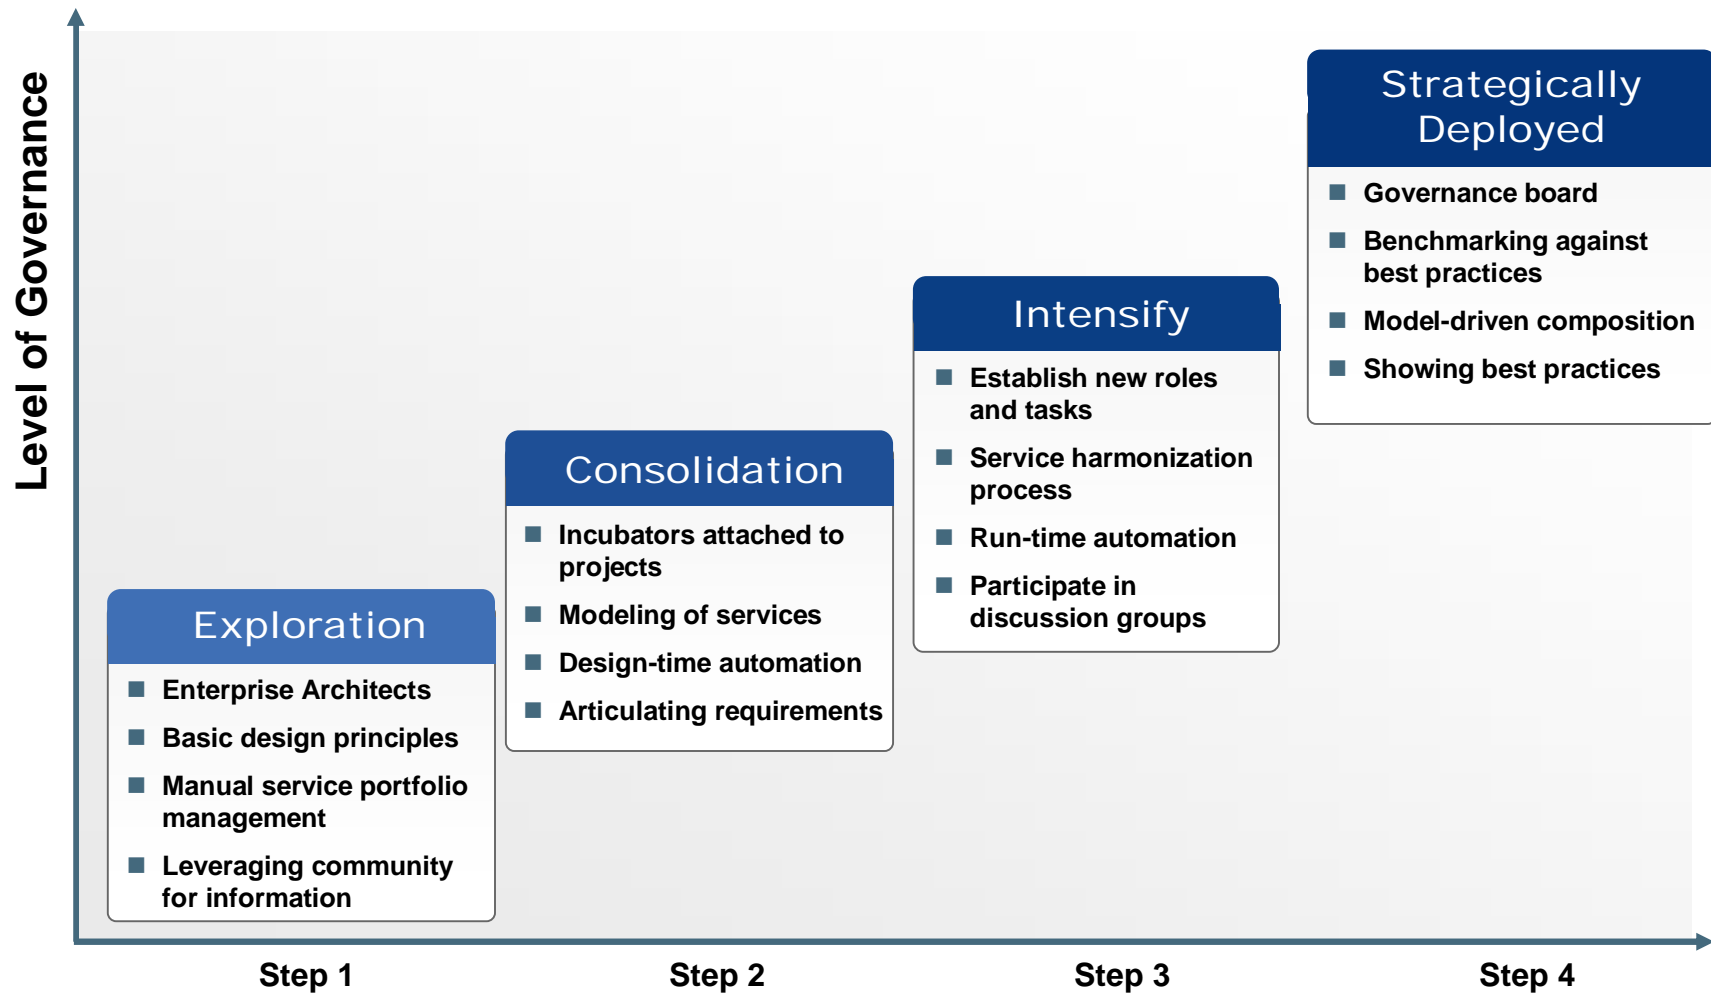 Level of Governance
Exploration
Enterprise Architects
Basic design principles
Manual service portfolio
management
Leveraging community
for information
Consolidation
Incubators attached to
projects
Modeling of services
Design-time automation
Articulating requirements
Intensify
Establish new roles
and tasks
Service harmonization
process
Run-time automation
Participate in
discussion groups
Strategically
Deployed
Governance board
Benchmarking against
best practices
Model-driven composition
Showing best practices
Step 1
Step 2
Step 3
Step 4